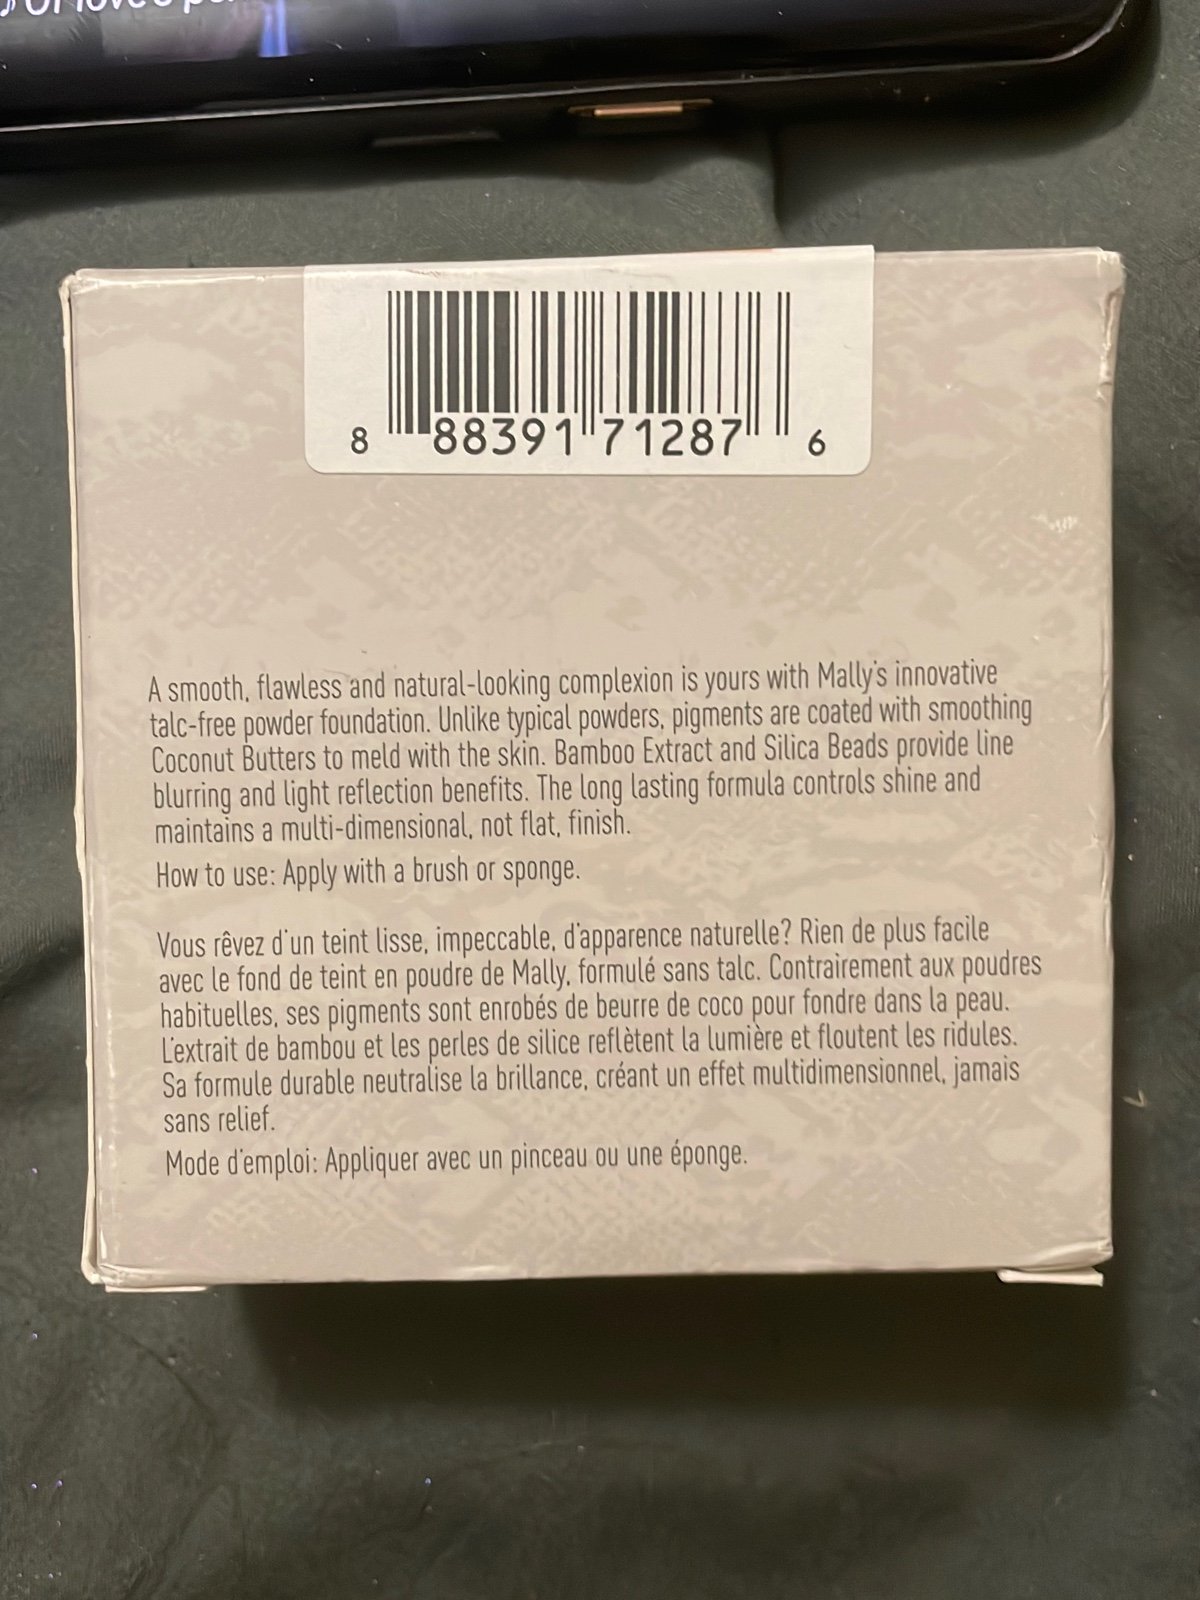 8 88391 71287 6
A smooth, flawless and natural-looking complexion is yours with Mally's innovative
talc-free powder foundation. Unlike typical powders, pigments are coated with smoothing
Coconut Butters to meld with the skin. Bamboo Extract and Silica Beads provide line
blurring and light reflection benefits. The long lasting formula controls shine and
maintains a multi-dimensional, not flat, finish.
How to use: Apply with a brush or sponge.
Vous rêvez d'un teint lisse, impeccable, d'apparence naturelle? Rien de plus facile
avec le fond de teint en poudre de Mally, formulé sans talc. Contrairement aux poudres
habituelles, ses pigments sont enrobés de beurre de coco pour fondre dans la peau.
L'extrait de bambou et les perles de silice reflètent la lumière et floutent les ridules.
Sa formule durable neutralise la brillance, créant un effet multidimensionnel, jamais
sans relief.
Mode d'emploi: Appliquer avec un pinceau ou une éponge.